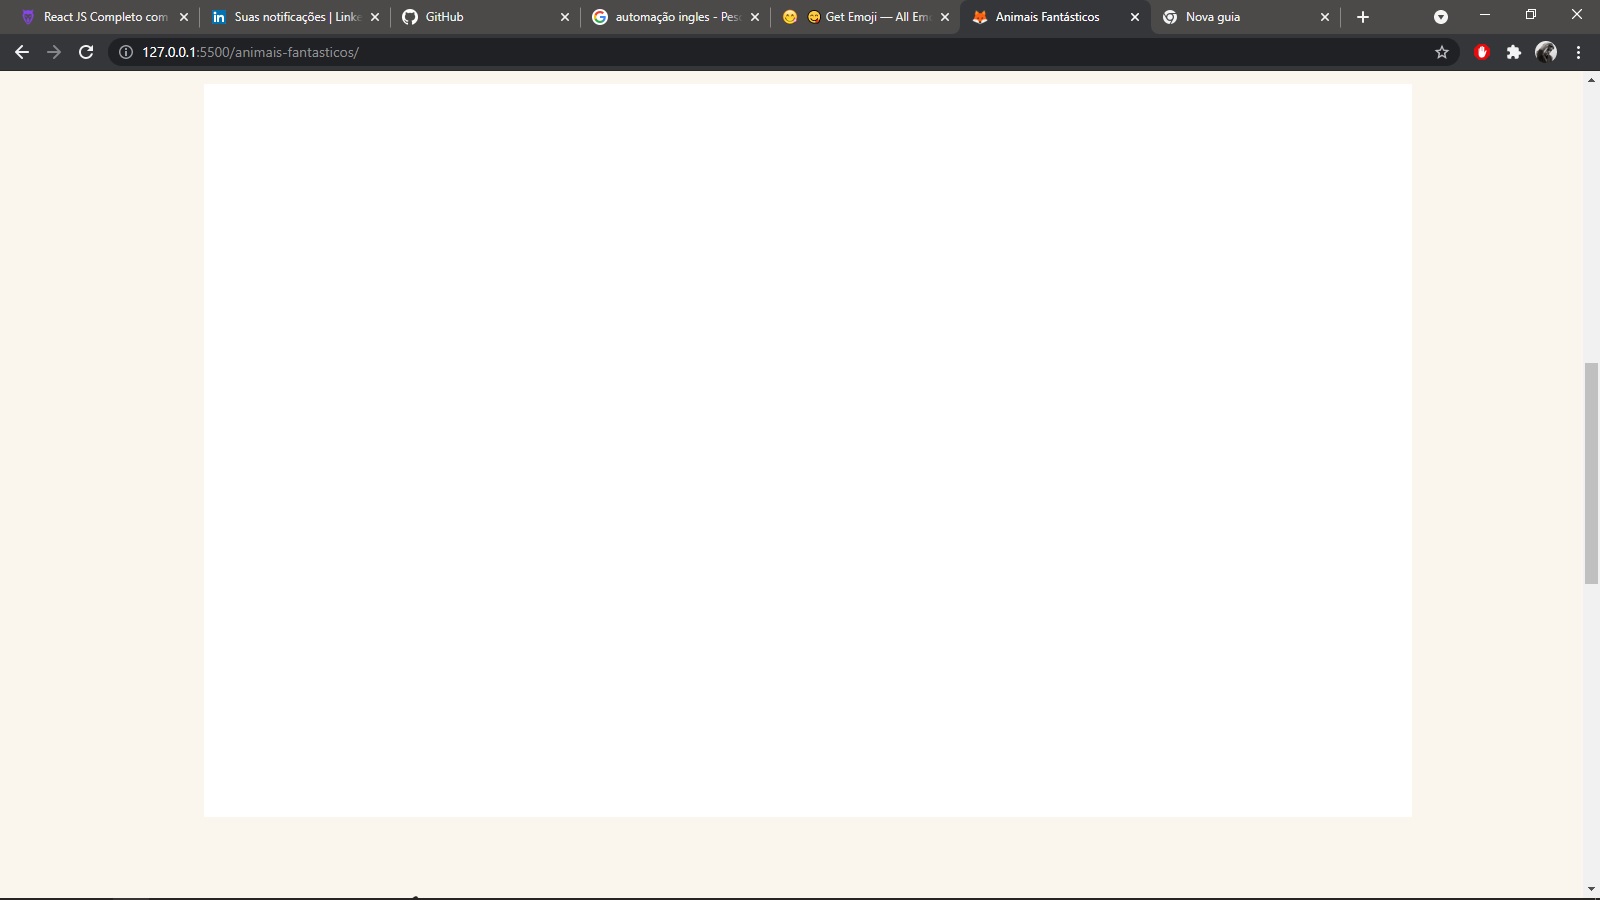 React JS Completo com
Suas notificações | Linke
GitHub
automação ingles - Pes
Get Emoji — All Em
Animais Fantásticos
Nova guia
127.0.0.1:5500/animais-fantasticos/